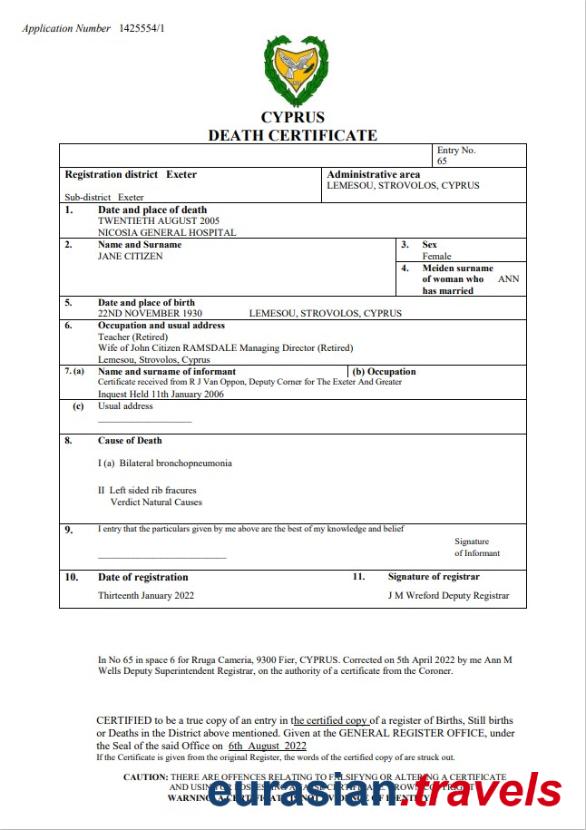 Application Number 1425554/1
CYPRUS
DEATH CERTIFICATE
Entry No.
65
Registration district Exeter
Sub-district Exeter
Administrative area
LEMESOU, STROVOLOS, CYPRUS
1. Date and place of death
TWENTIETH AUGUST 2005
NICOSIA GENERAL HOSPITAL
2. Name and Surname
JANE CITIZEN
3. Sex
Female
4. Meiden surname
of woman who ANN
has married
5. Date and place of birth
22ND NOVEMBER 1930 LEMESOU, STROVOLOS, CYPRUS
6. Occupation and usual address
Teacher (Retired)
Wife of John Citizen RAMSDALE Managing Director (Retired)
Lemesou, Strovolos, Cyprus
7. (a) Name and surname of informant (b) Occupation
Certificate received from R J Van Oppon, Deputy Corner for The Exeter And Greater
Inquest Held 11th January 2006
(c) Usual address
8. Cause of Death
I (a) Bilateral bronchopneumonia
II Left sided rib fracures
Verdict Natural Causes
9. I entry that the particulars given by me above are the best of my knowledge and belief
Signature
of Informant
10. Date of registration 11. Signature of registrar
Thirteenth January 2022 J M Wreford Deputy Registrar
In No 65 in space 6 for Rruga Cameria, 9300 Fier, CYPRUS. Corrected on 5th April 2022 by me Ann M
Wells Deputy Superintendent Registrar, on the authority of a certificate from the Coroner.
CERTIFIED to be a true copy of an entry in the certified copy of a register of Births, Still births
or Deaths in the District above mentioned. Given at the GENERAL REGISTER OFFICE, under
the Seal of the said Office on 6th August 2022
If the Certificate is given from the original Register, the words of the certified copy of are struck out.
CAUTION: THERE ARE OFFENCES RELATING TO FALSIFYNG OR ALTERING A CERTIFICATE
AND USING OR
WARNING: A CERTIFICATE IS NOT EVIDENCE OF IDENTITY
eurasian.travels